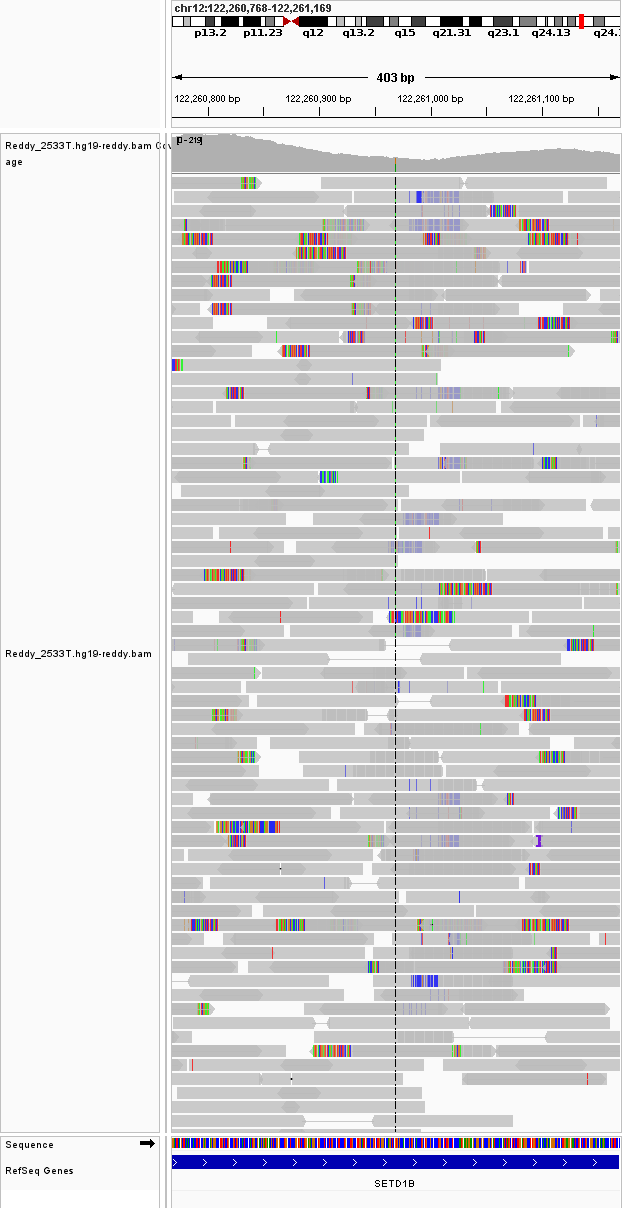 chr12:122,260,768-122,261,169
p13.2 p11.23 q12 q13.2 q15 q21.31 q23.1 q24.13 q24.
403 bp
122,260,800 bp 122,260,900 bp 122,261,000 bp 122,261,100 bp
Reddy_2533T.hg19-reddy.bam Cov
age
[0-219]
Reddy_2533T.hg19-reddy.bam
Sequence
RefSeq Genes
SETD1B